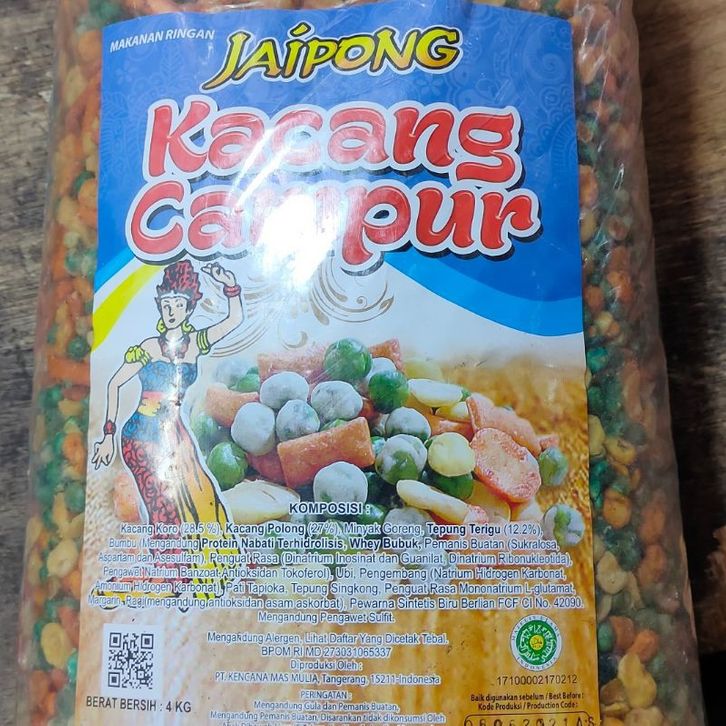 MAKANAN RINGAN
JAÍPONG
Kacang
Campur
KOMPOSISI :
Kacang Koro (28.5 %), Kacang Polong (27%), Minyak Goreng, Tepung Terigu (12.2%),
Bumbu (Mengandung Protein Nabati Terhidrolisis, Whey Bubuk, Pemanis Buatan (Sukralosa,
Aspartam dan Asesulfam), Penguat Rasa (Dinatrium Inosinat dan Guanilat, Dinatrium Ribonukleotida),
Pengawet Natrium Banzoat, Antioksidan Tokoferol), Ubi, Pengembang (Natrium Hidrogen Karbonat,
Amonium Hidrogen Karbonat), Pati Tapioka, Tepung Singkong, Penguat Rasa Mononatrium L-glutamat,
Margarin, Ragi(mengandung antioksidan asam askorbat), Pewarna Sintetis Biru Berlian FCF CI No. 42090.
Mengandung Pengawet Sulfit.
Mengandung Alergen, Lihat Daftar Yang Dicetak Tebal.
BPOM RI MD 273031065337
Diproduksi Oleh :
PT. KENCANA MAS MULIA, Tangerang, 15211-Indonesia
17100002170212
PERINGATAN :
BERAT BERSIH : 4 KG
Mengandung Gula dan Pemanis Buatan,
Mengandung Pemanis Buatan, Disarankan tidak dikonsumsi Oleh
Baik digunakan sebelum / Best Before :
Kode Produksi / Production Code :